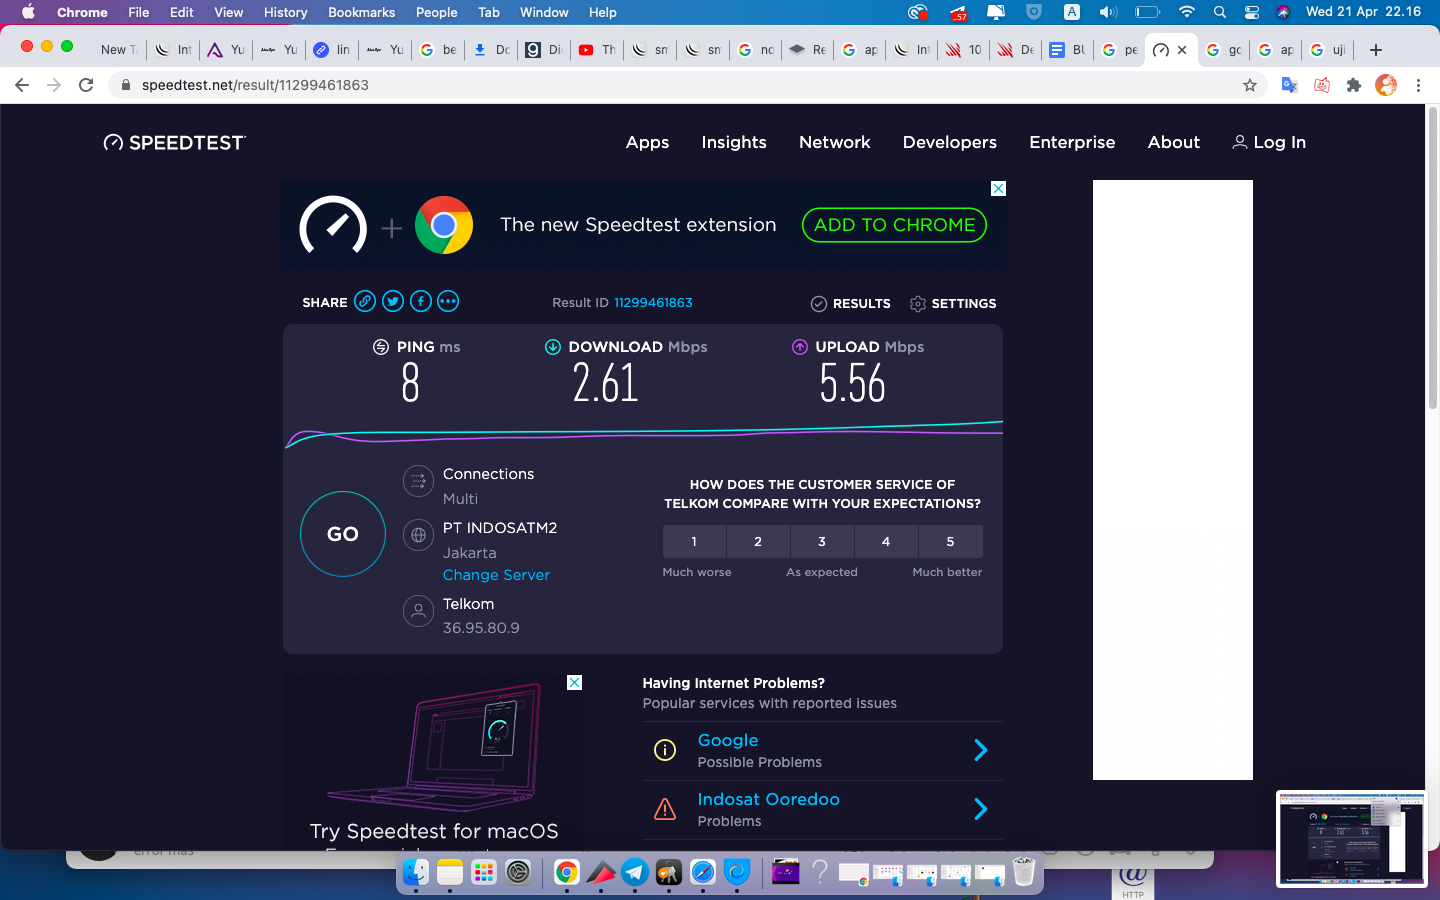 Chrome File Edit View History Bookmarks People Tab Window Help .57 A Wed 21 Apr 22.16
New T Int Yu Yu lin Yu be Do Di Th sm sm nc Re ap Int 10 De BU pe gc ap uji
speedtest.net/result/11299461863
SPEEDTEST Apps Insights Network Developers Enterprise About Log In
The new Speedtest extension ADD TO CHROME
SHARE Result ID 11299461863 RESULTS SETTINGS
PING ms DOWNLOAD Mbps UPLOAD Mbps
8 2.61 5.56
GO
Connections
Multi
PT INDOSATM2
Jakarta
Change Server
Telkom
36.95.80.9
HOW DOES THE CUSTOMER SERVICE OF
TELKOM COMPARE WITH YOUR EXPECTATIONS?
1 2 3 4 5
Much worse As expected Much better
Try Speedtest for macOS
Having Internet Problems?
Popular services with reported issues
Google
Possible Problems
Indosat Ooredoo
Problems
error mas
@
HTTP